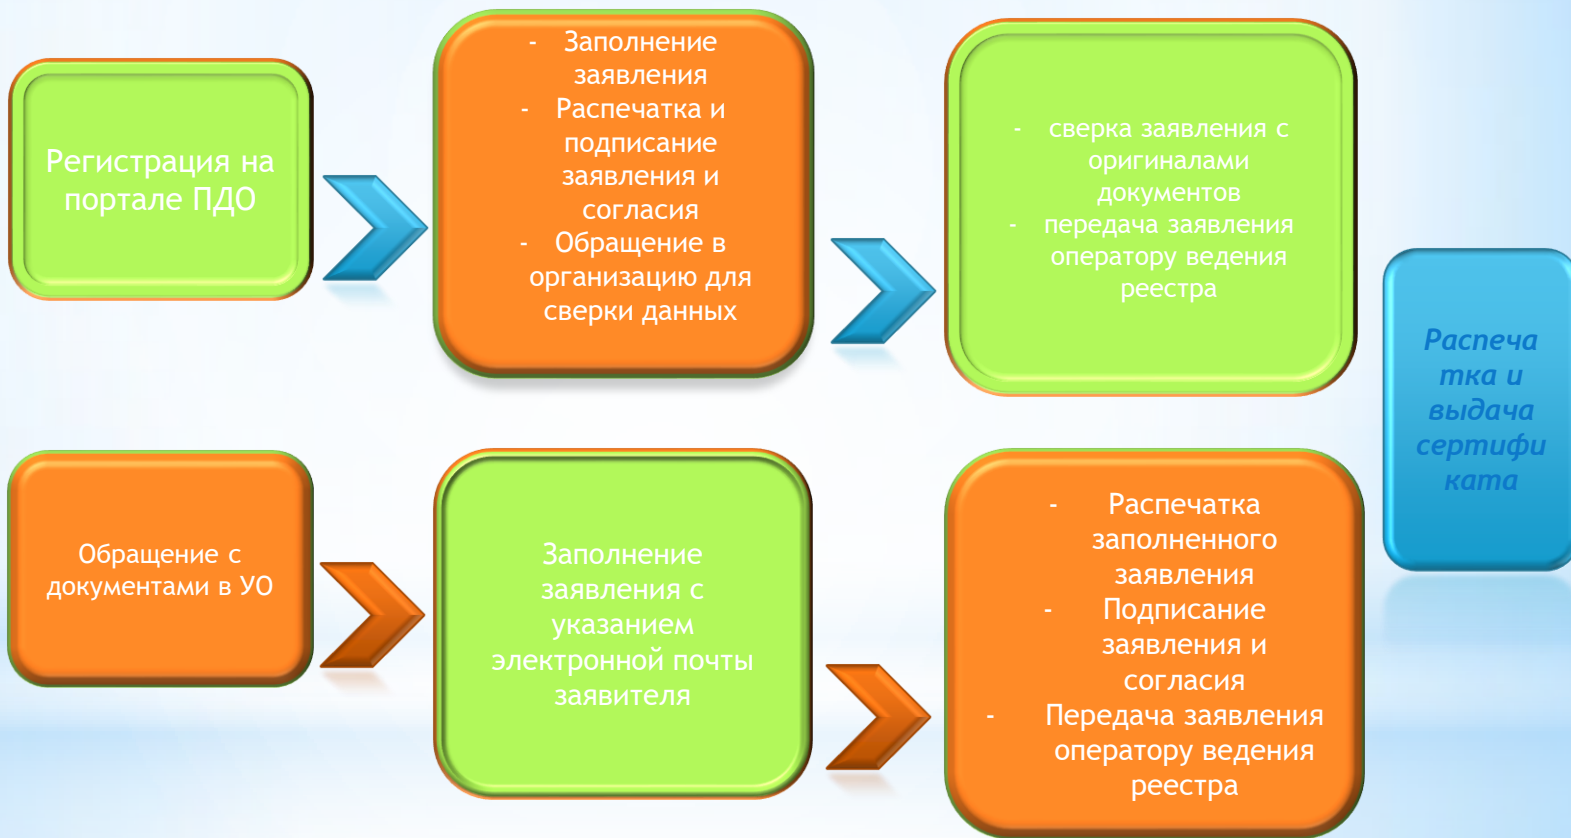 Регистрация на
портале ПДО
- Заполнение
заявления
- Распечатка и
подписание
заявления и
согласия
- Обращение в
организацию для
сверки данных
- сверка заявления с
оригиналами
документов
- передача заявления
оператору ведения
реестра
Распеча
тка и
выдача
сертифи
ката
Обращение с
документами в УО
Заполнение
заявления с
указанием
электронной почты
заявителя
- Распечатка
заполненного
заявления
- Подписание
заявления и
согласия
- Передача заявления
оператору ведения
реестра